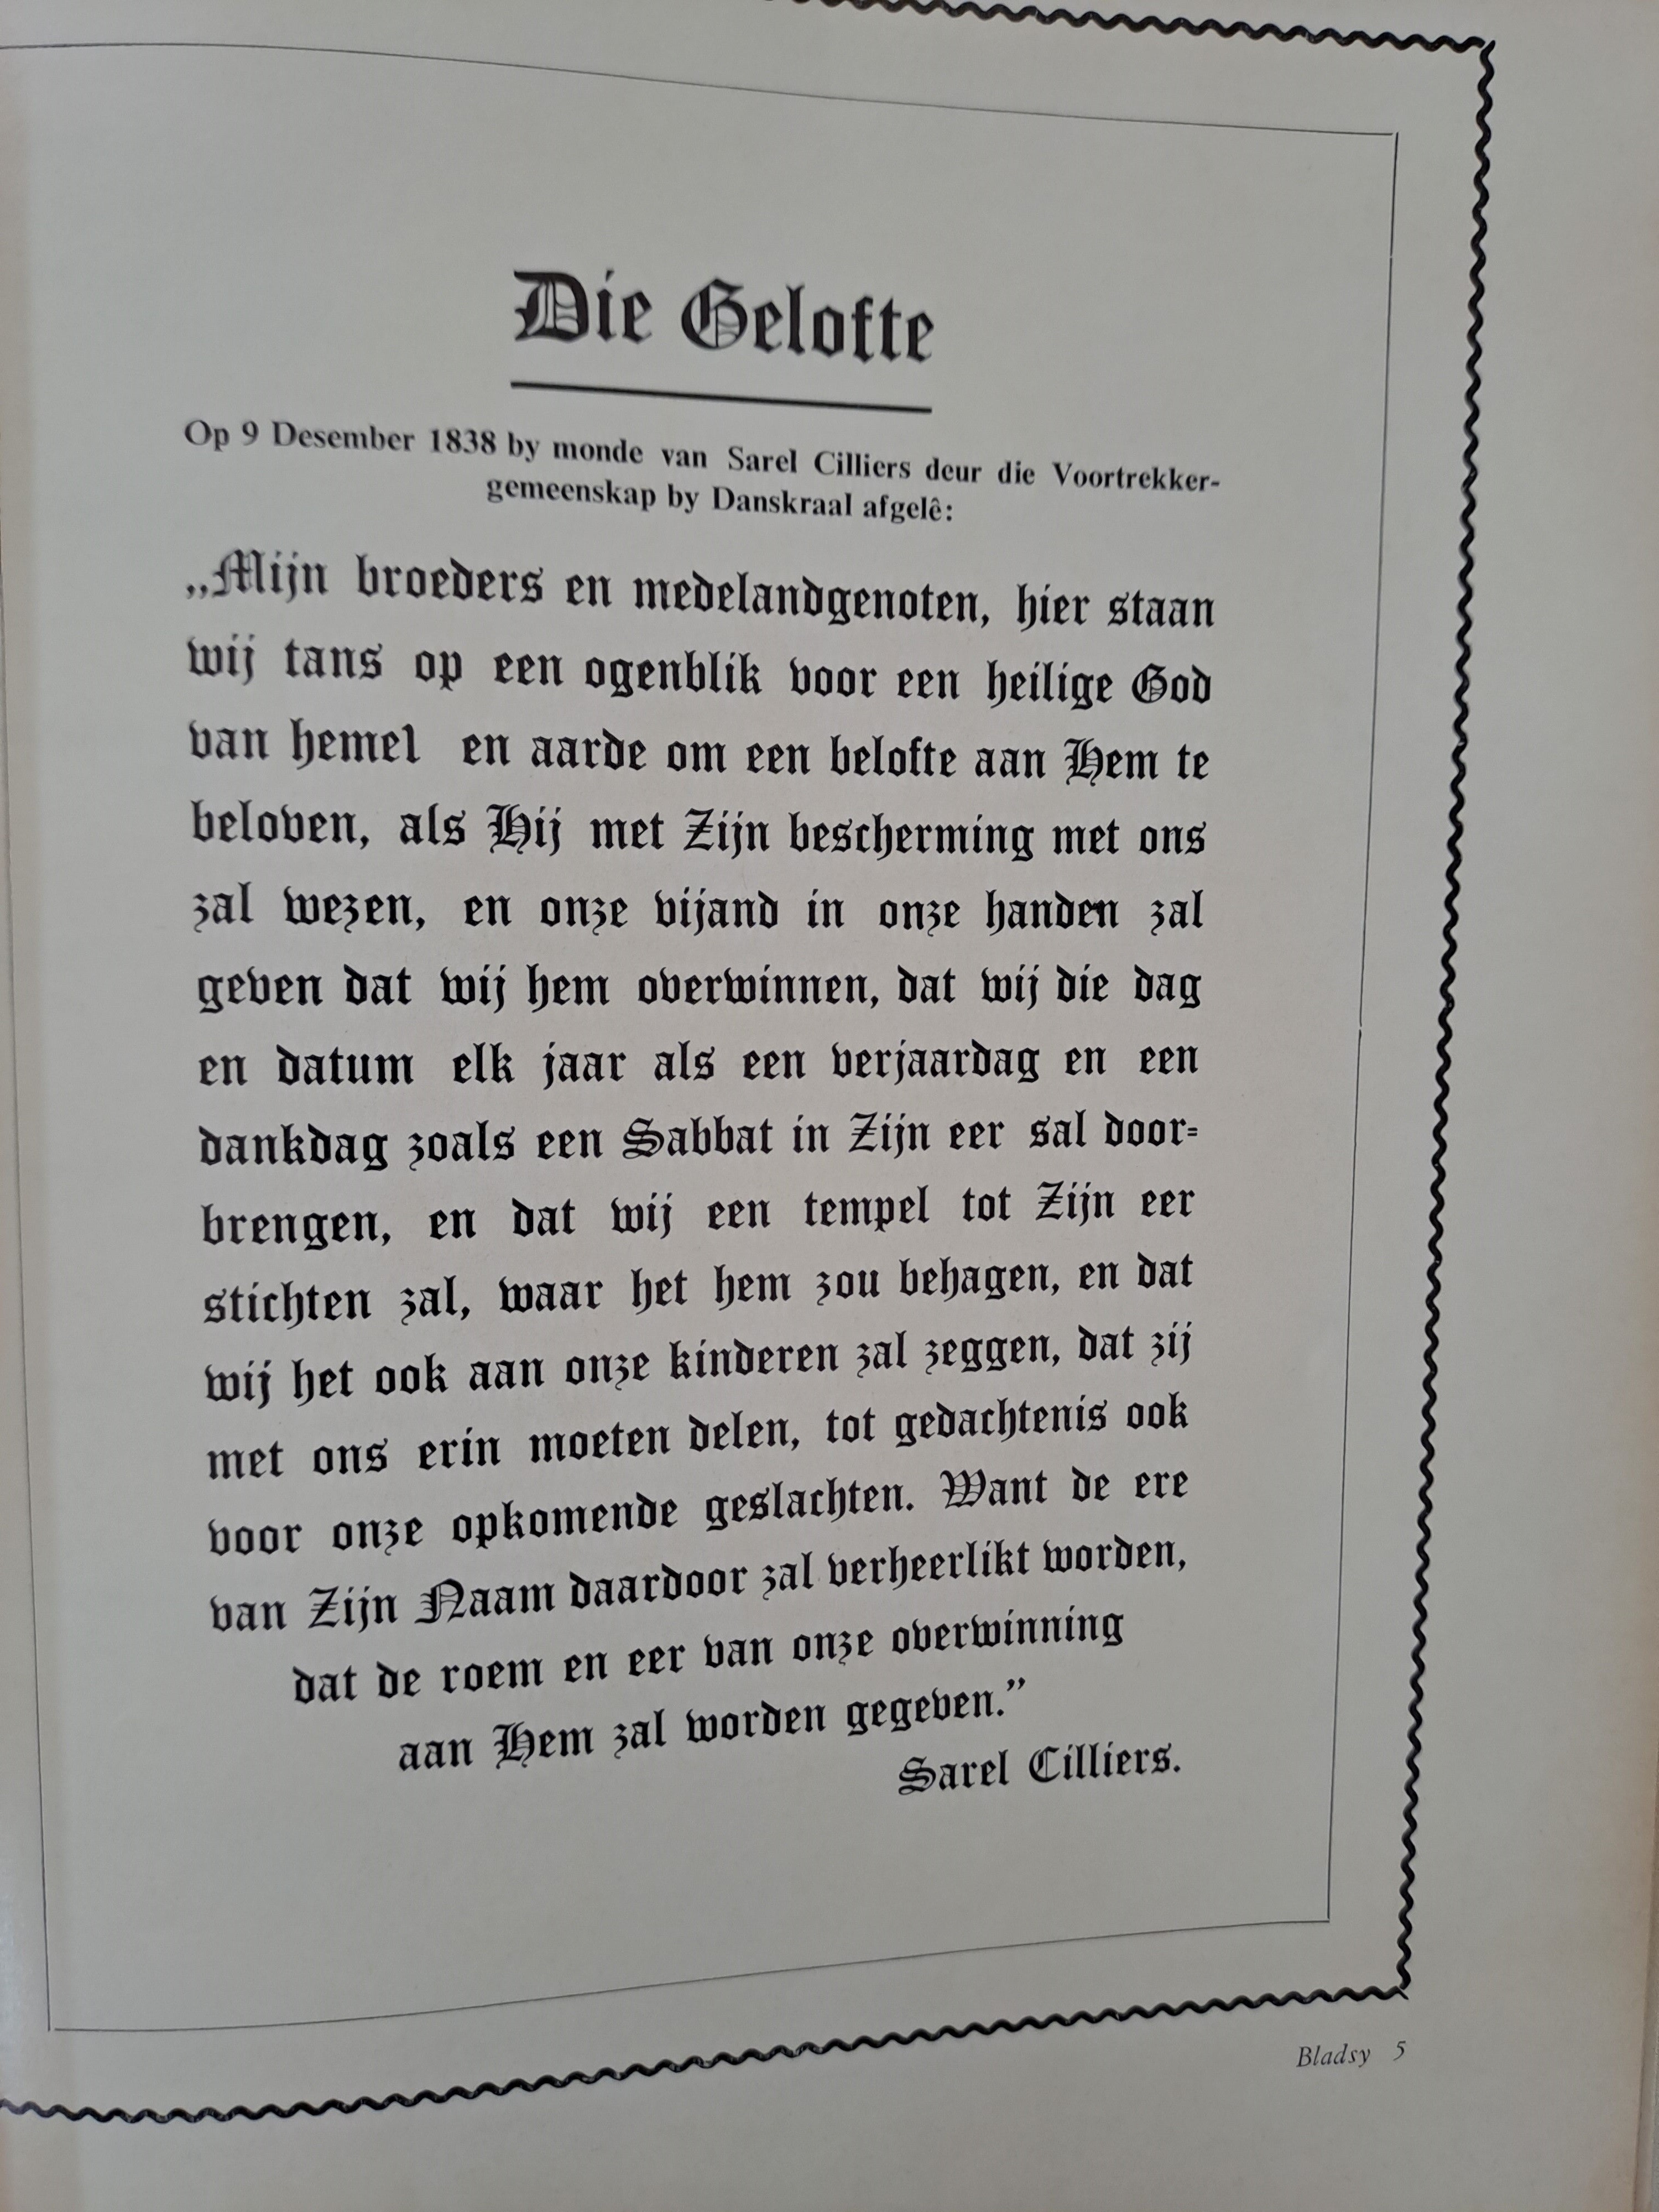 Die Gelofte
Op 9 Desember 1838 by monde van Sarel Cilliers deur die Voortrekker-
gemeenskap by Danskraal afgelê:
„Mijn broeders en medelandgenoten, hier staan
wij tans op een ogenblik voor een heilige God
van hemel en aarde om een belofte aan Hem te
beloven, als Hij met Zijn bescherming met ons
zal wezen, en onze vijand in onze handen zal
geven dat wij hem overwinnen, dat wij die dag
en datum elk jaar als een verjaardag en een
dankdag zoals een Sabbat in Zijn eer sal door-
brengen, en dat wij een tempel tot Zijn eer
stichten zal, waar het hem zou behagen, en dat
wij het ook aan onze kinderen zal zeggen, dat zij
met ons erin moeten delen, tot gedachtenis ook
voor onze opkomende geslachten. Want de ere
van Zijn Naam daardoor zal verheerlikt worden,
dat de roem en eer van onze overwinning
aan Hem zal worden gegeven.”
Sarel Cilliers.
Bladsy 5